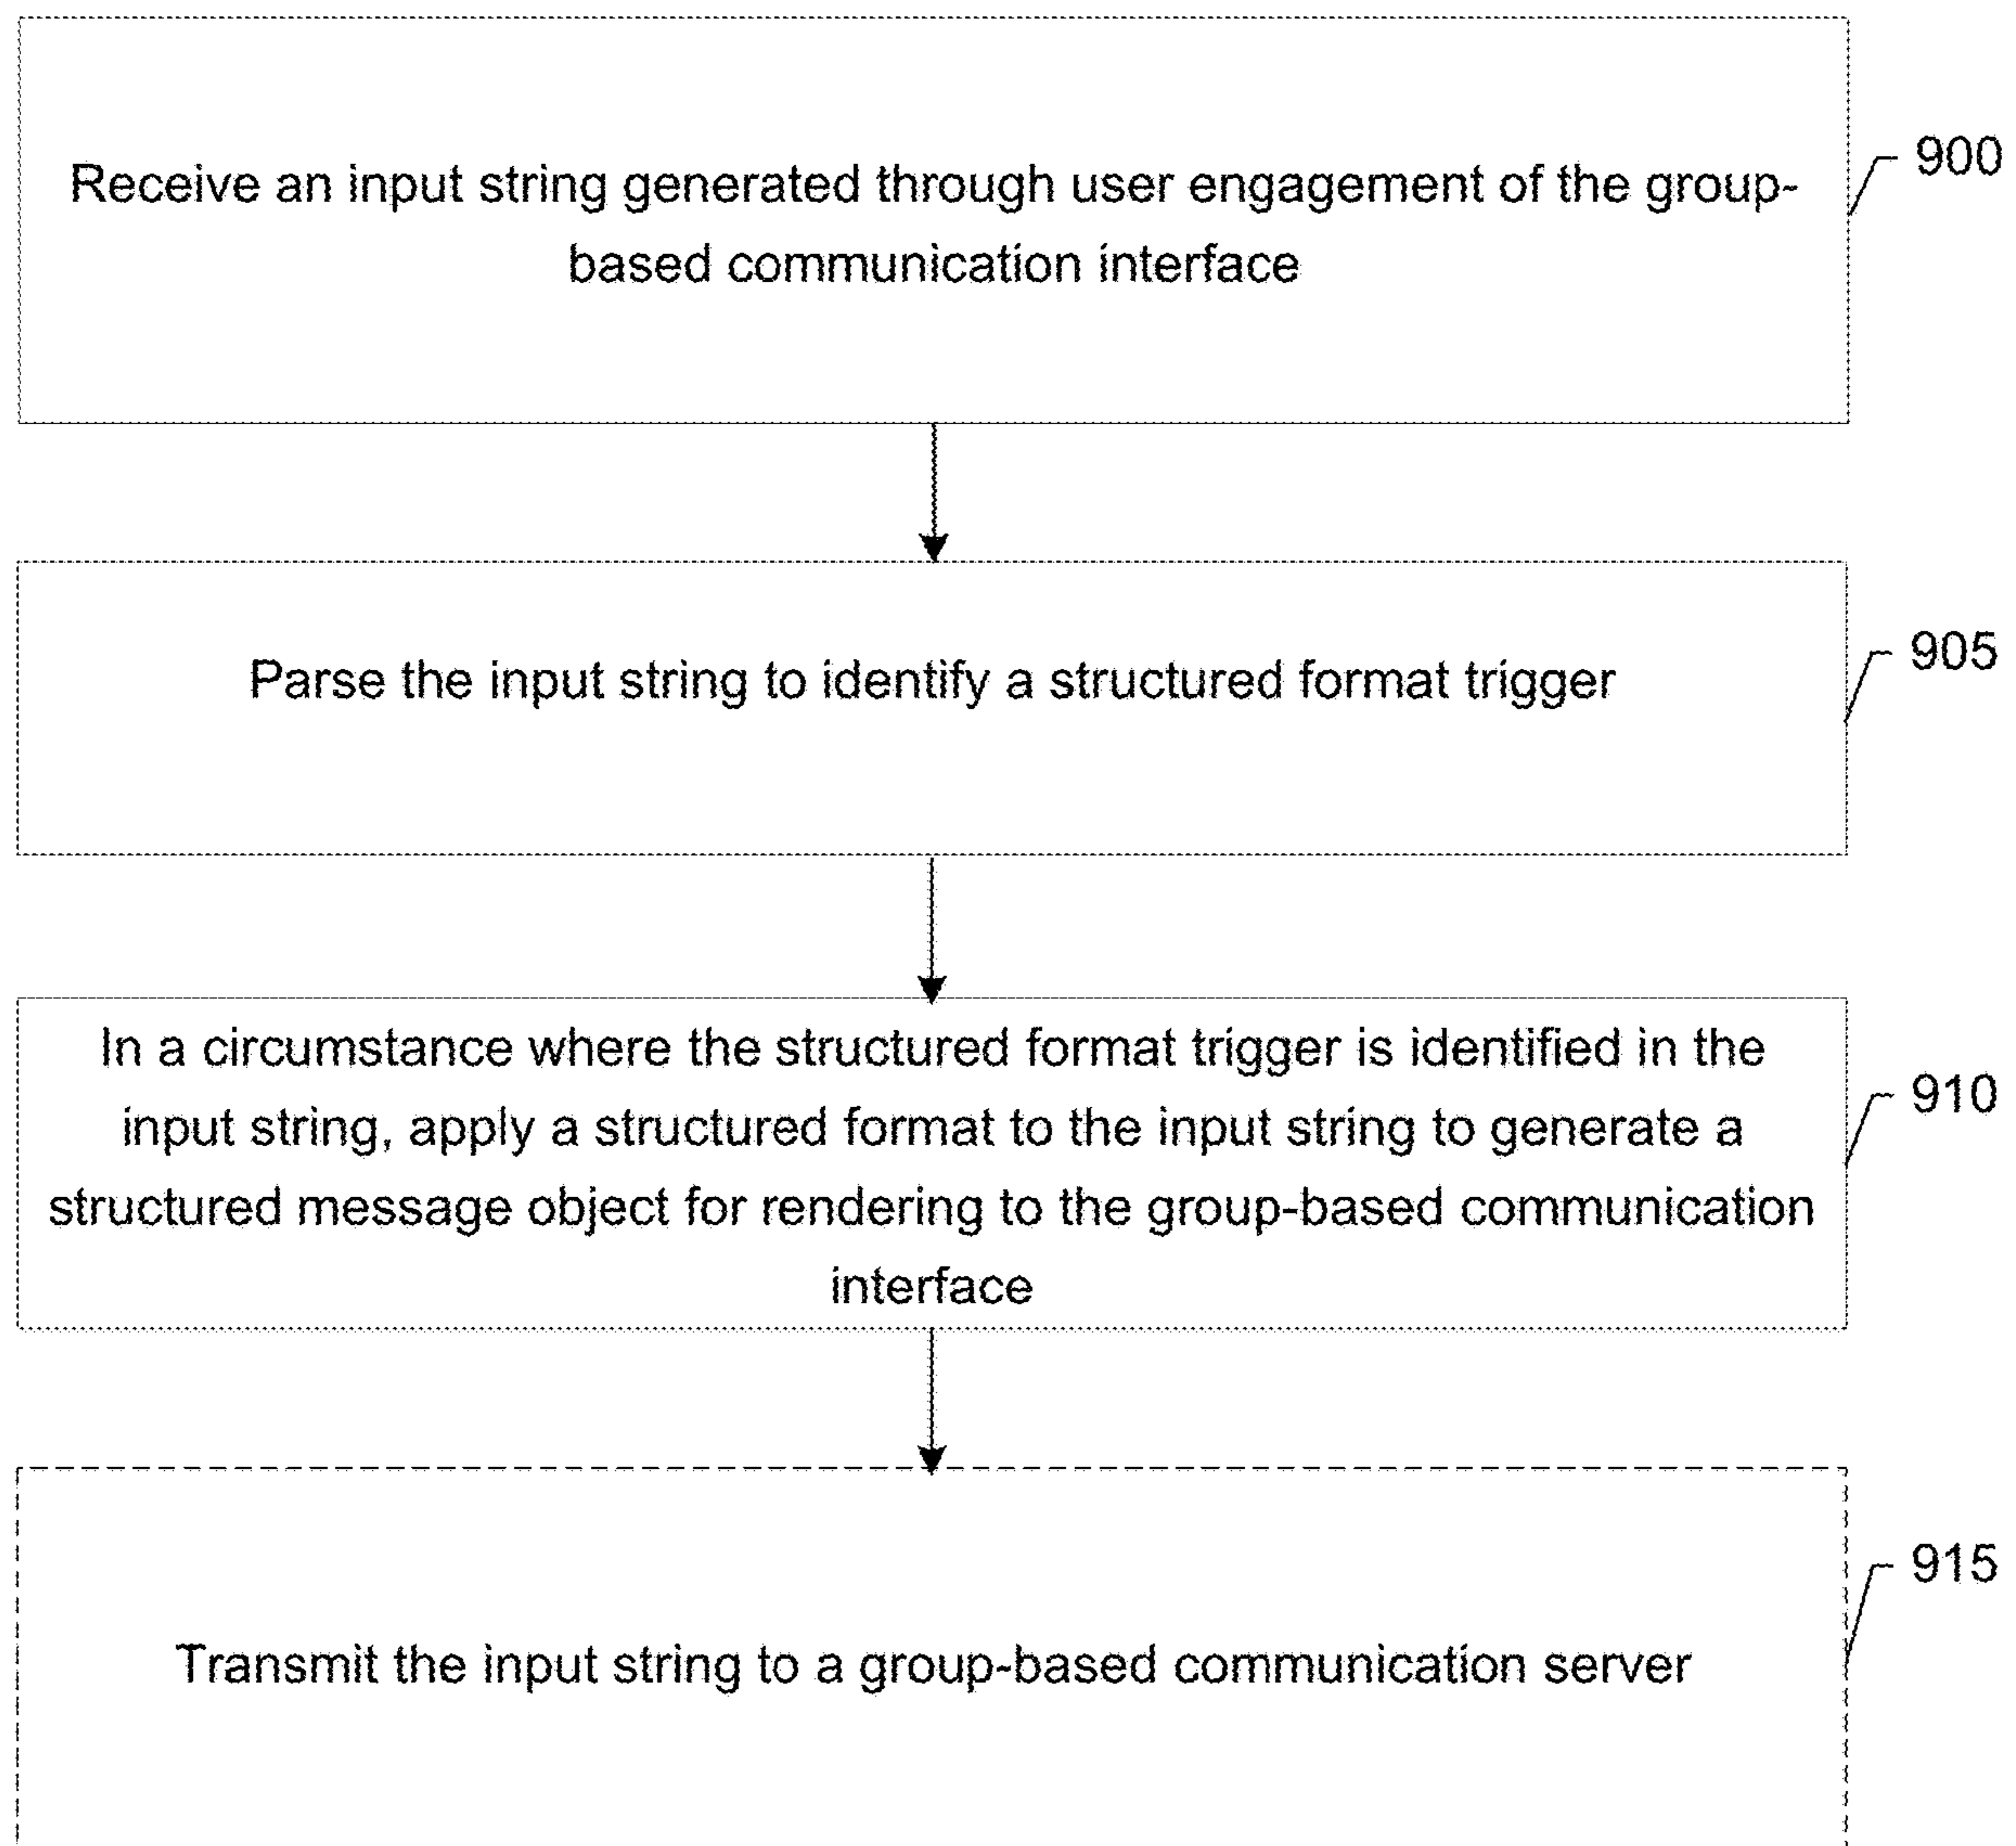 Receive an input string generated through user engagement of the group-
based communication interface
900
Parse the input string to identify a structured format trigger
905
In a circumstance where the structured format trigger is identified in the
input string, apply a structured format to the input string to generate a
structured message object for rendering to the group-based communication
interface
910
Transmit the input string to a group-based communication server
915